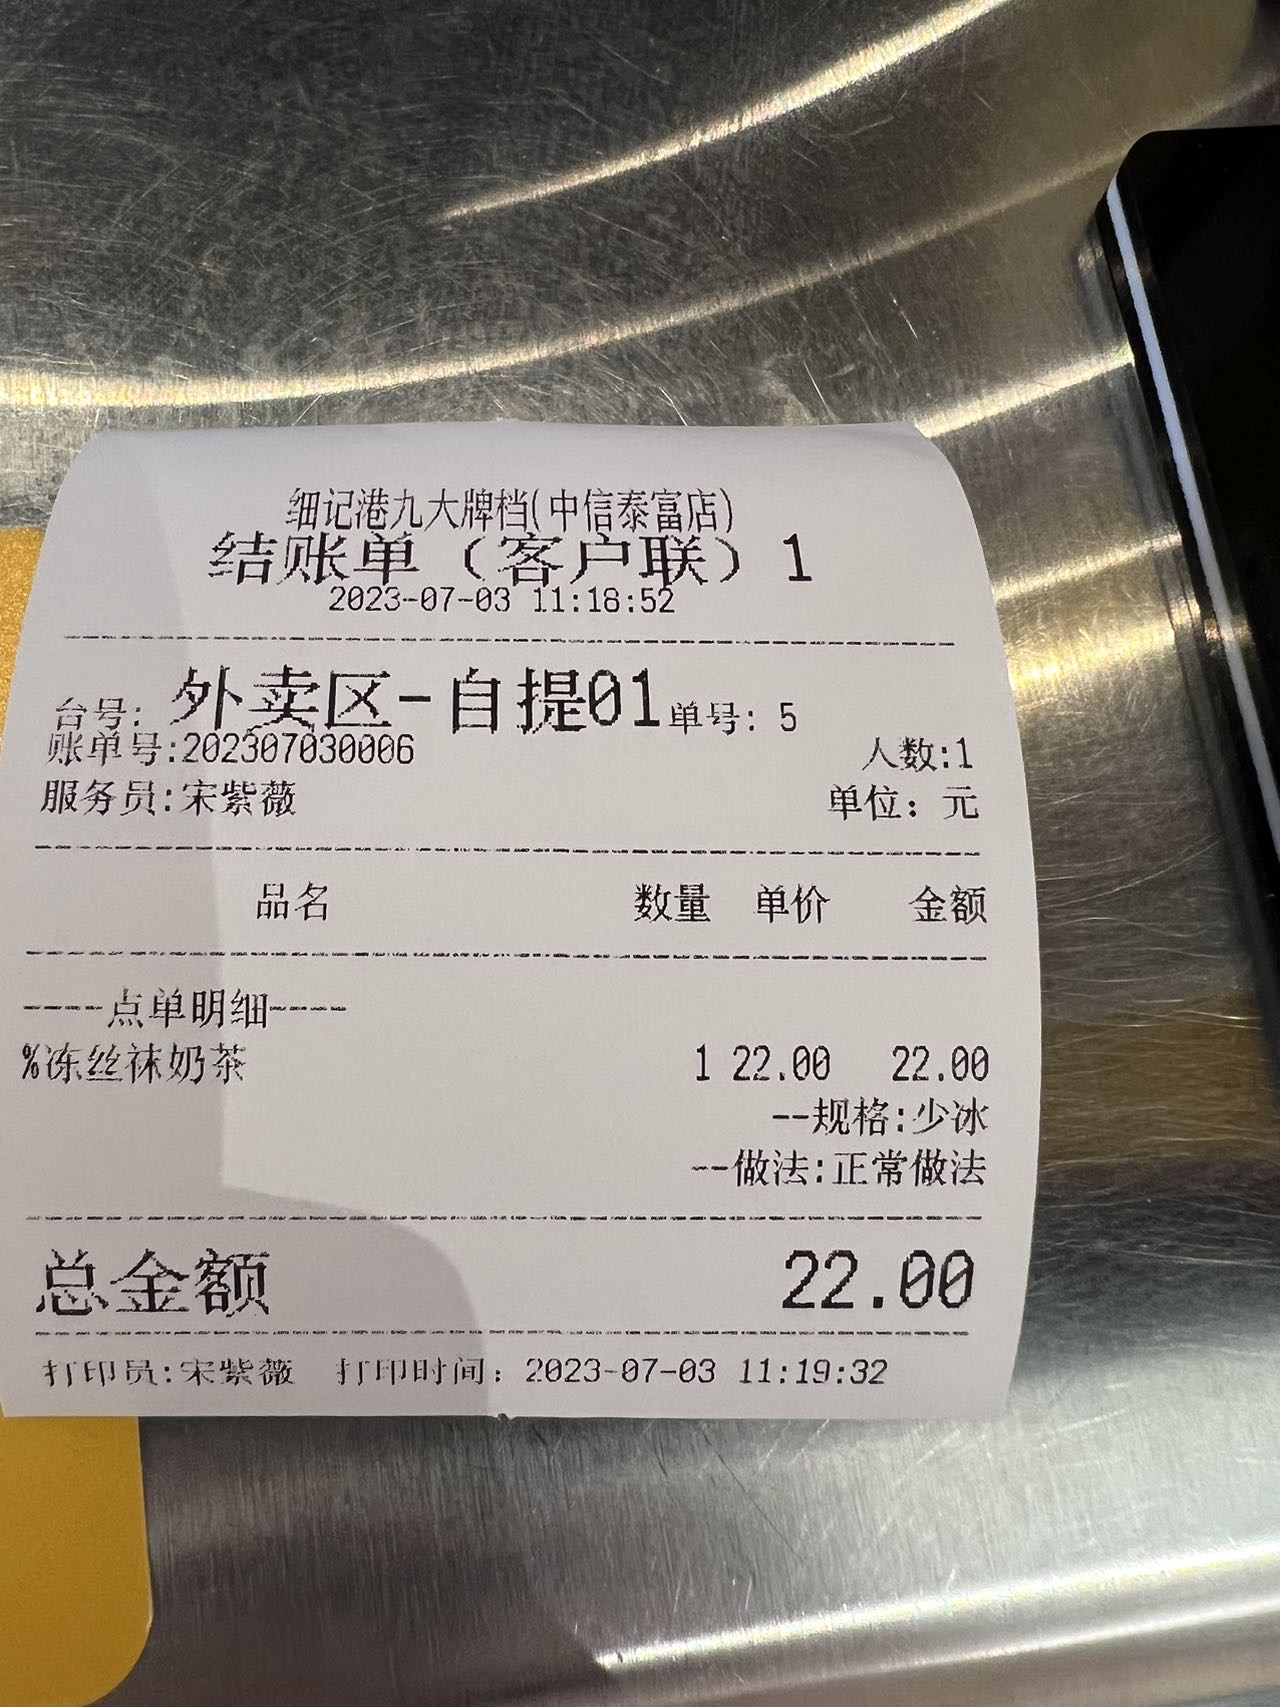 细记港九大牌档(中信泰富店)
结账单（客户联）1
2023-07-03 11:18:52
台号: 外卖区-自提01 单号: 5
账单号:202307030006 人数:1
服务员:宋紫薇 单位：元
品名 数量 单价 金额
----点单明细----
%冻丝袜奶茶 1 22.00 22.00
--规格:少冰
--做法:正常做法
总金额 22.00
打印员:宋紫薇 打印时间：2023-07-03 11:19:32